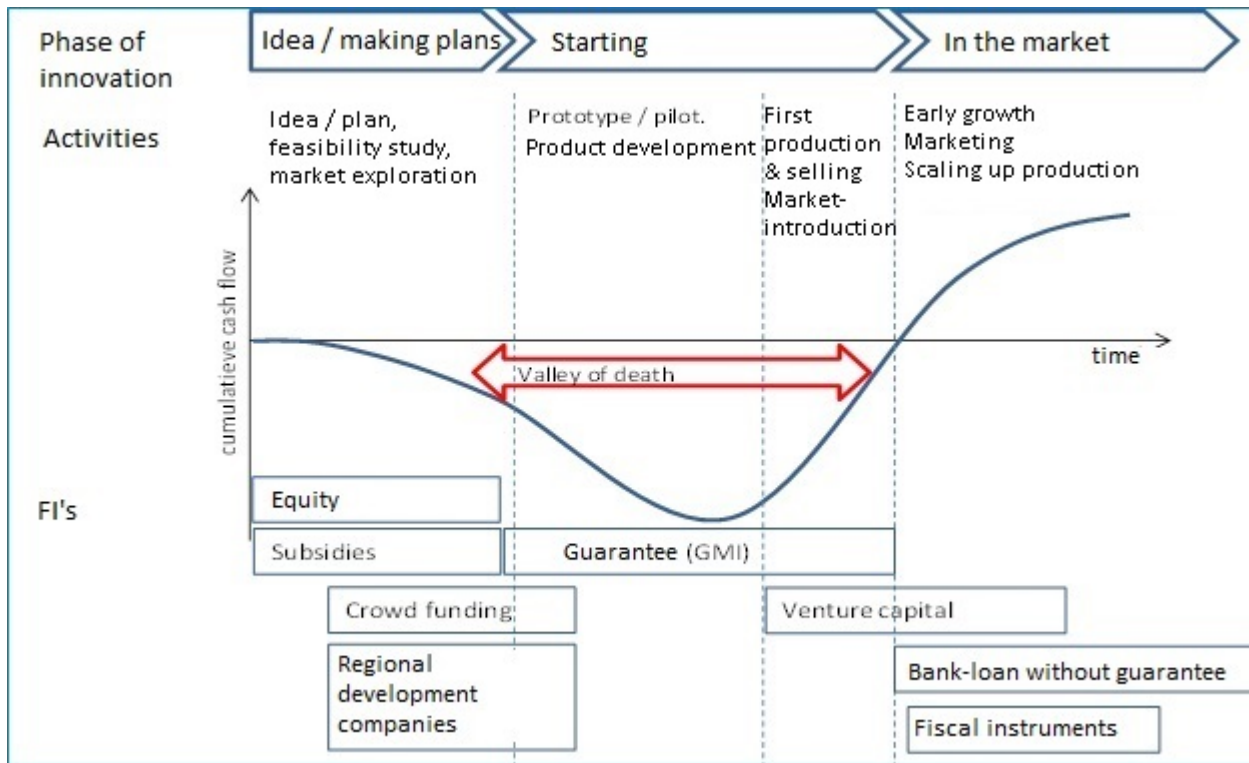 Phase of
innovation
Idea / making plans
Starting
In the market
Activities
Idea / plan,
feasibility study,
market exploration
Prototype / pilot.
Product development
First
production
& selling
Market-
introduction
Early growth
Marketing
Scaling up production
cumulatieve cash flow
time
Valley of death
FI's
Equity
Subsidies
Guarantee (GMI)
Crowd funding
Venture capital
Regional
development
companies
Bank-loan without guarantee
Fiscal instruments